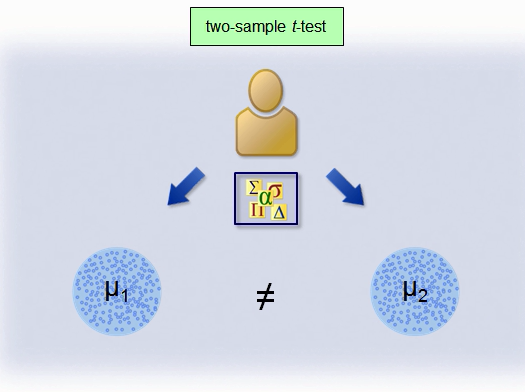 two-sample t-test
Σ α σ
Π Δ
μ1 ≠ μ2